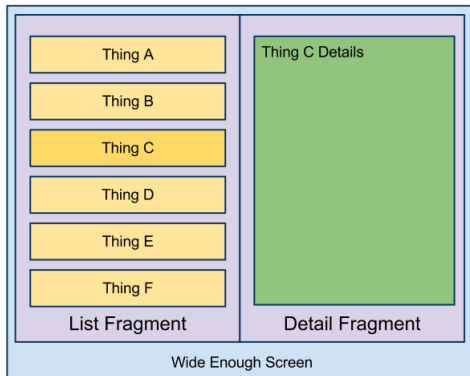 Thing A
Thing B
Thing C
Thing D
Thing E
Thing F
List Fragment
Thing C Details
Detail Fragment
Wide Enough Screen